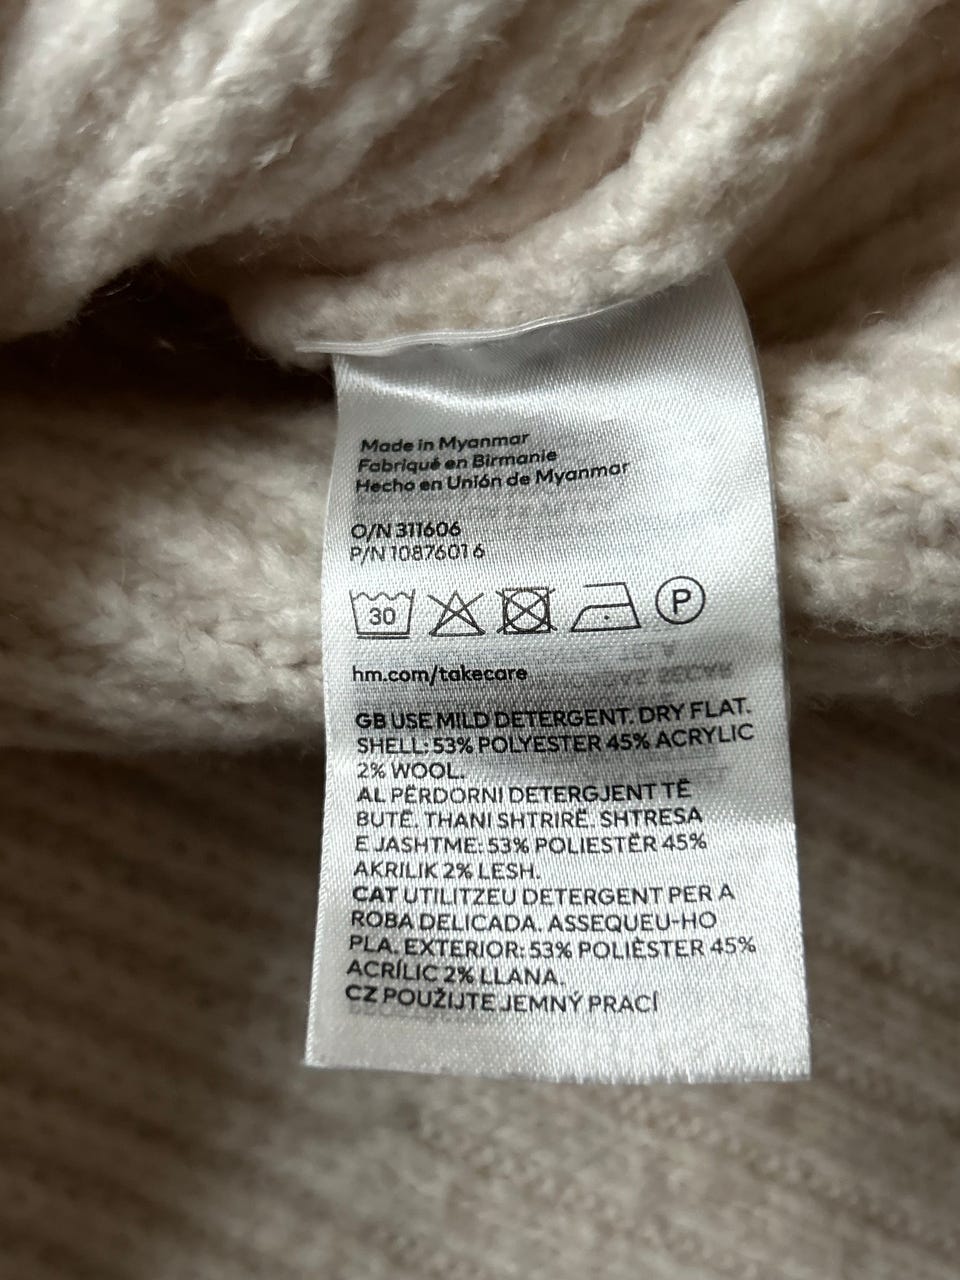 Made in Myanmar
Fabriqué en Birmanie
Hecho en Unión de Myanmar
O/N 311606
P/N 1087601 6
30 P
hm.com/takecare
GB USE MILD DETERGENT. DRY FLAT.
SHELL: 53% POLYESTER 45% ACRYLIC
2% WOOL.
AL PËRDORNI DETERGJENT TË
BUTË. THANI SHTRIRË. SHTRESA
E JASHTME: 53% POLIESTËR 45%
AKRILIK 2% LESH.
CAT UTILITZEU DETERGENT PER A
ROBA DELICADA. ASSEQUEU-HO
PLA. EXTERIOR: 53% POLIÈSTER 45%
ACRÍLIC 2% LLANA.
CZ POUŽIJTE JEMNÝ PRACÍ